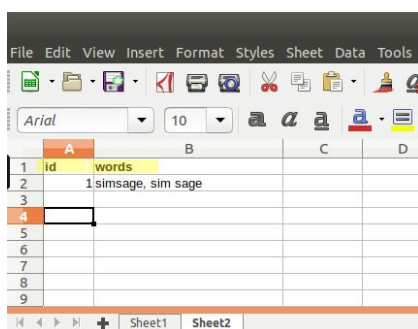 File Edit View Insert Format Styles Sheet Data Tools
Arial 10 a a a a
A B C D
1 id words
2 1 simsage, sim sage
3
4
5
6
7
8
9
Sheet1 Sheet2